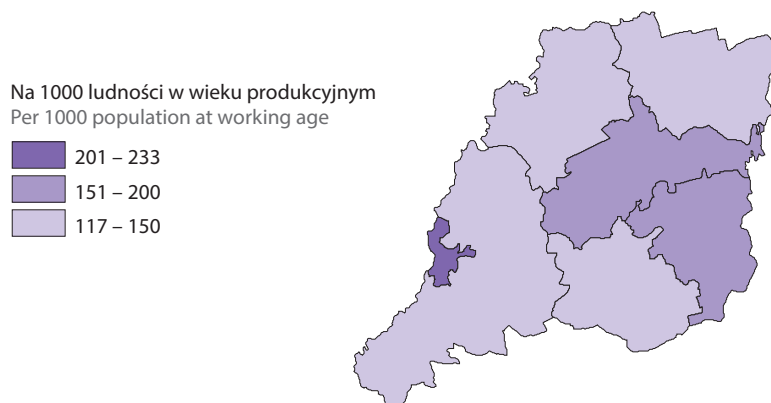 Na 1000 ludności w wieku produkcyjnym
Per 1000 population at working age
201 – 233
151 – 200
117 – 150